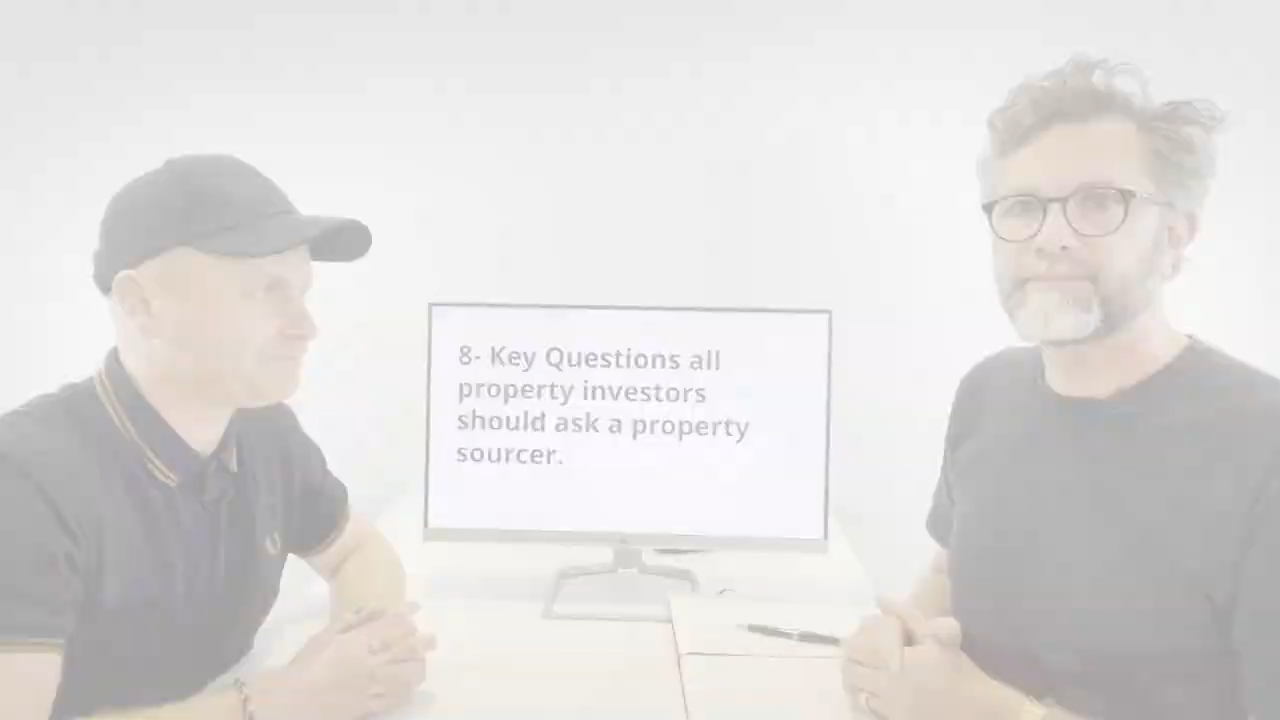 8- Key Questions all
property investors
should ask a property
sourcer.